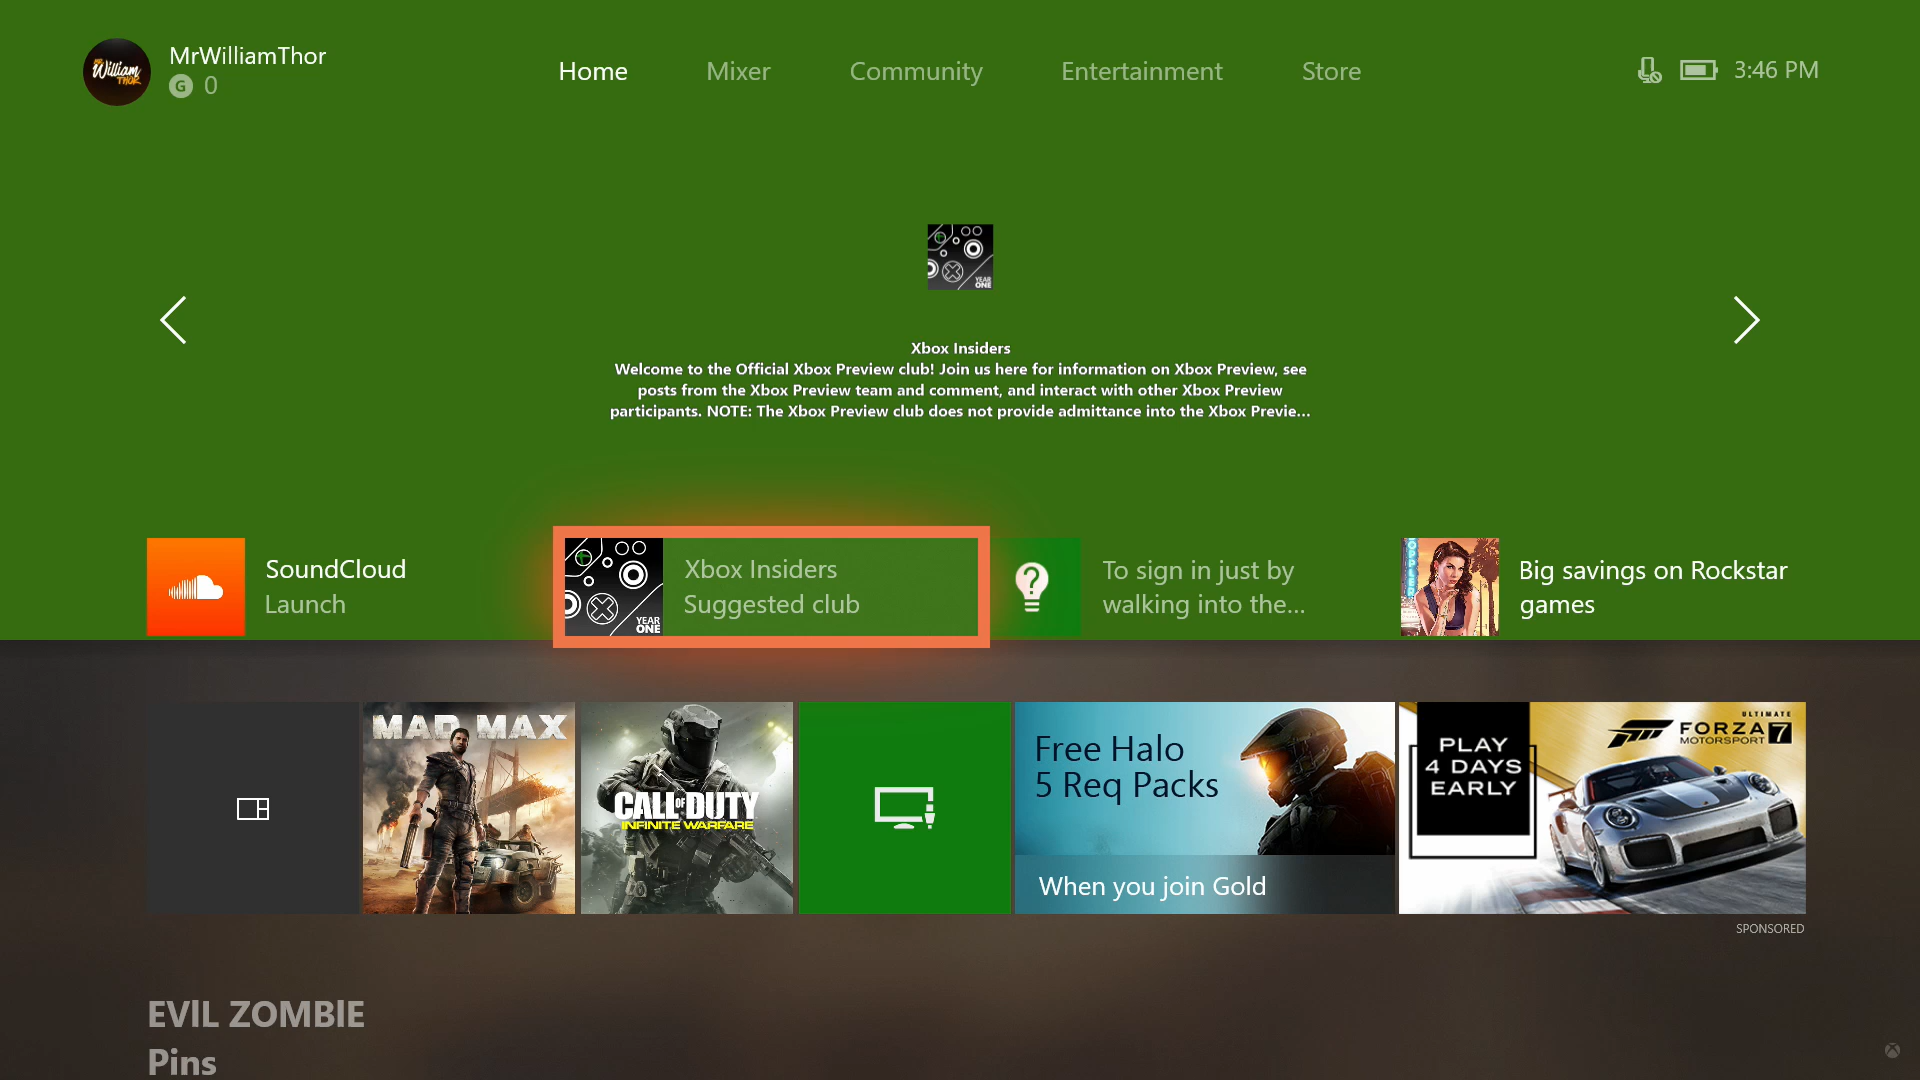 MR. William THOR
MrWilliamThor
G 0
Home
Mixer
Community
Entertainment
Store
3:46 PM
YEAR
ONE
Xbox Insiders
Welcome to the Official Xbox Preview club! Join us here for information on Xbox Preview, see
posts from the Xbox Preview team and comment, and interact with other Xbox Preview
participants. NOTE: The Xbox Preview club does not provide admittance into the Xbox Previe...
SoundCloud
Launch
YEAR
ONE
Xbox Insiders
Suggested club
?
To sign in just by
walking into the...
Big savings on Rockstar
games
MAD MAX
CALL OF DUTY
INFINITE WARFARE
Free Halo
5 Req Packs
When you join Gold
PLAY
4 DAYS
EARLY
ULTIMATE
FORZA
MOTORSPORT 7
SPONSORED
EVIL ZOMBIE
Pins